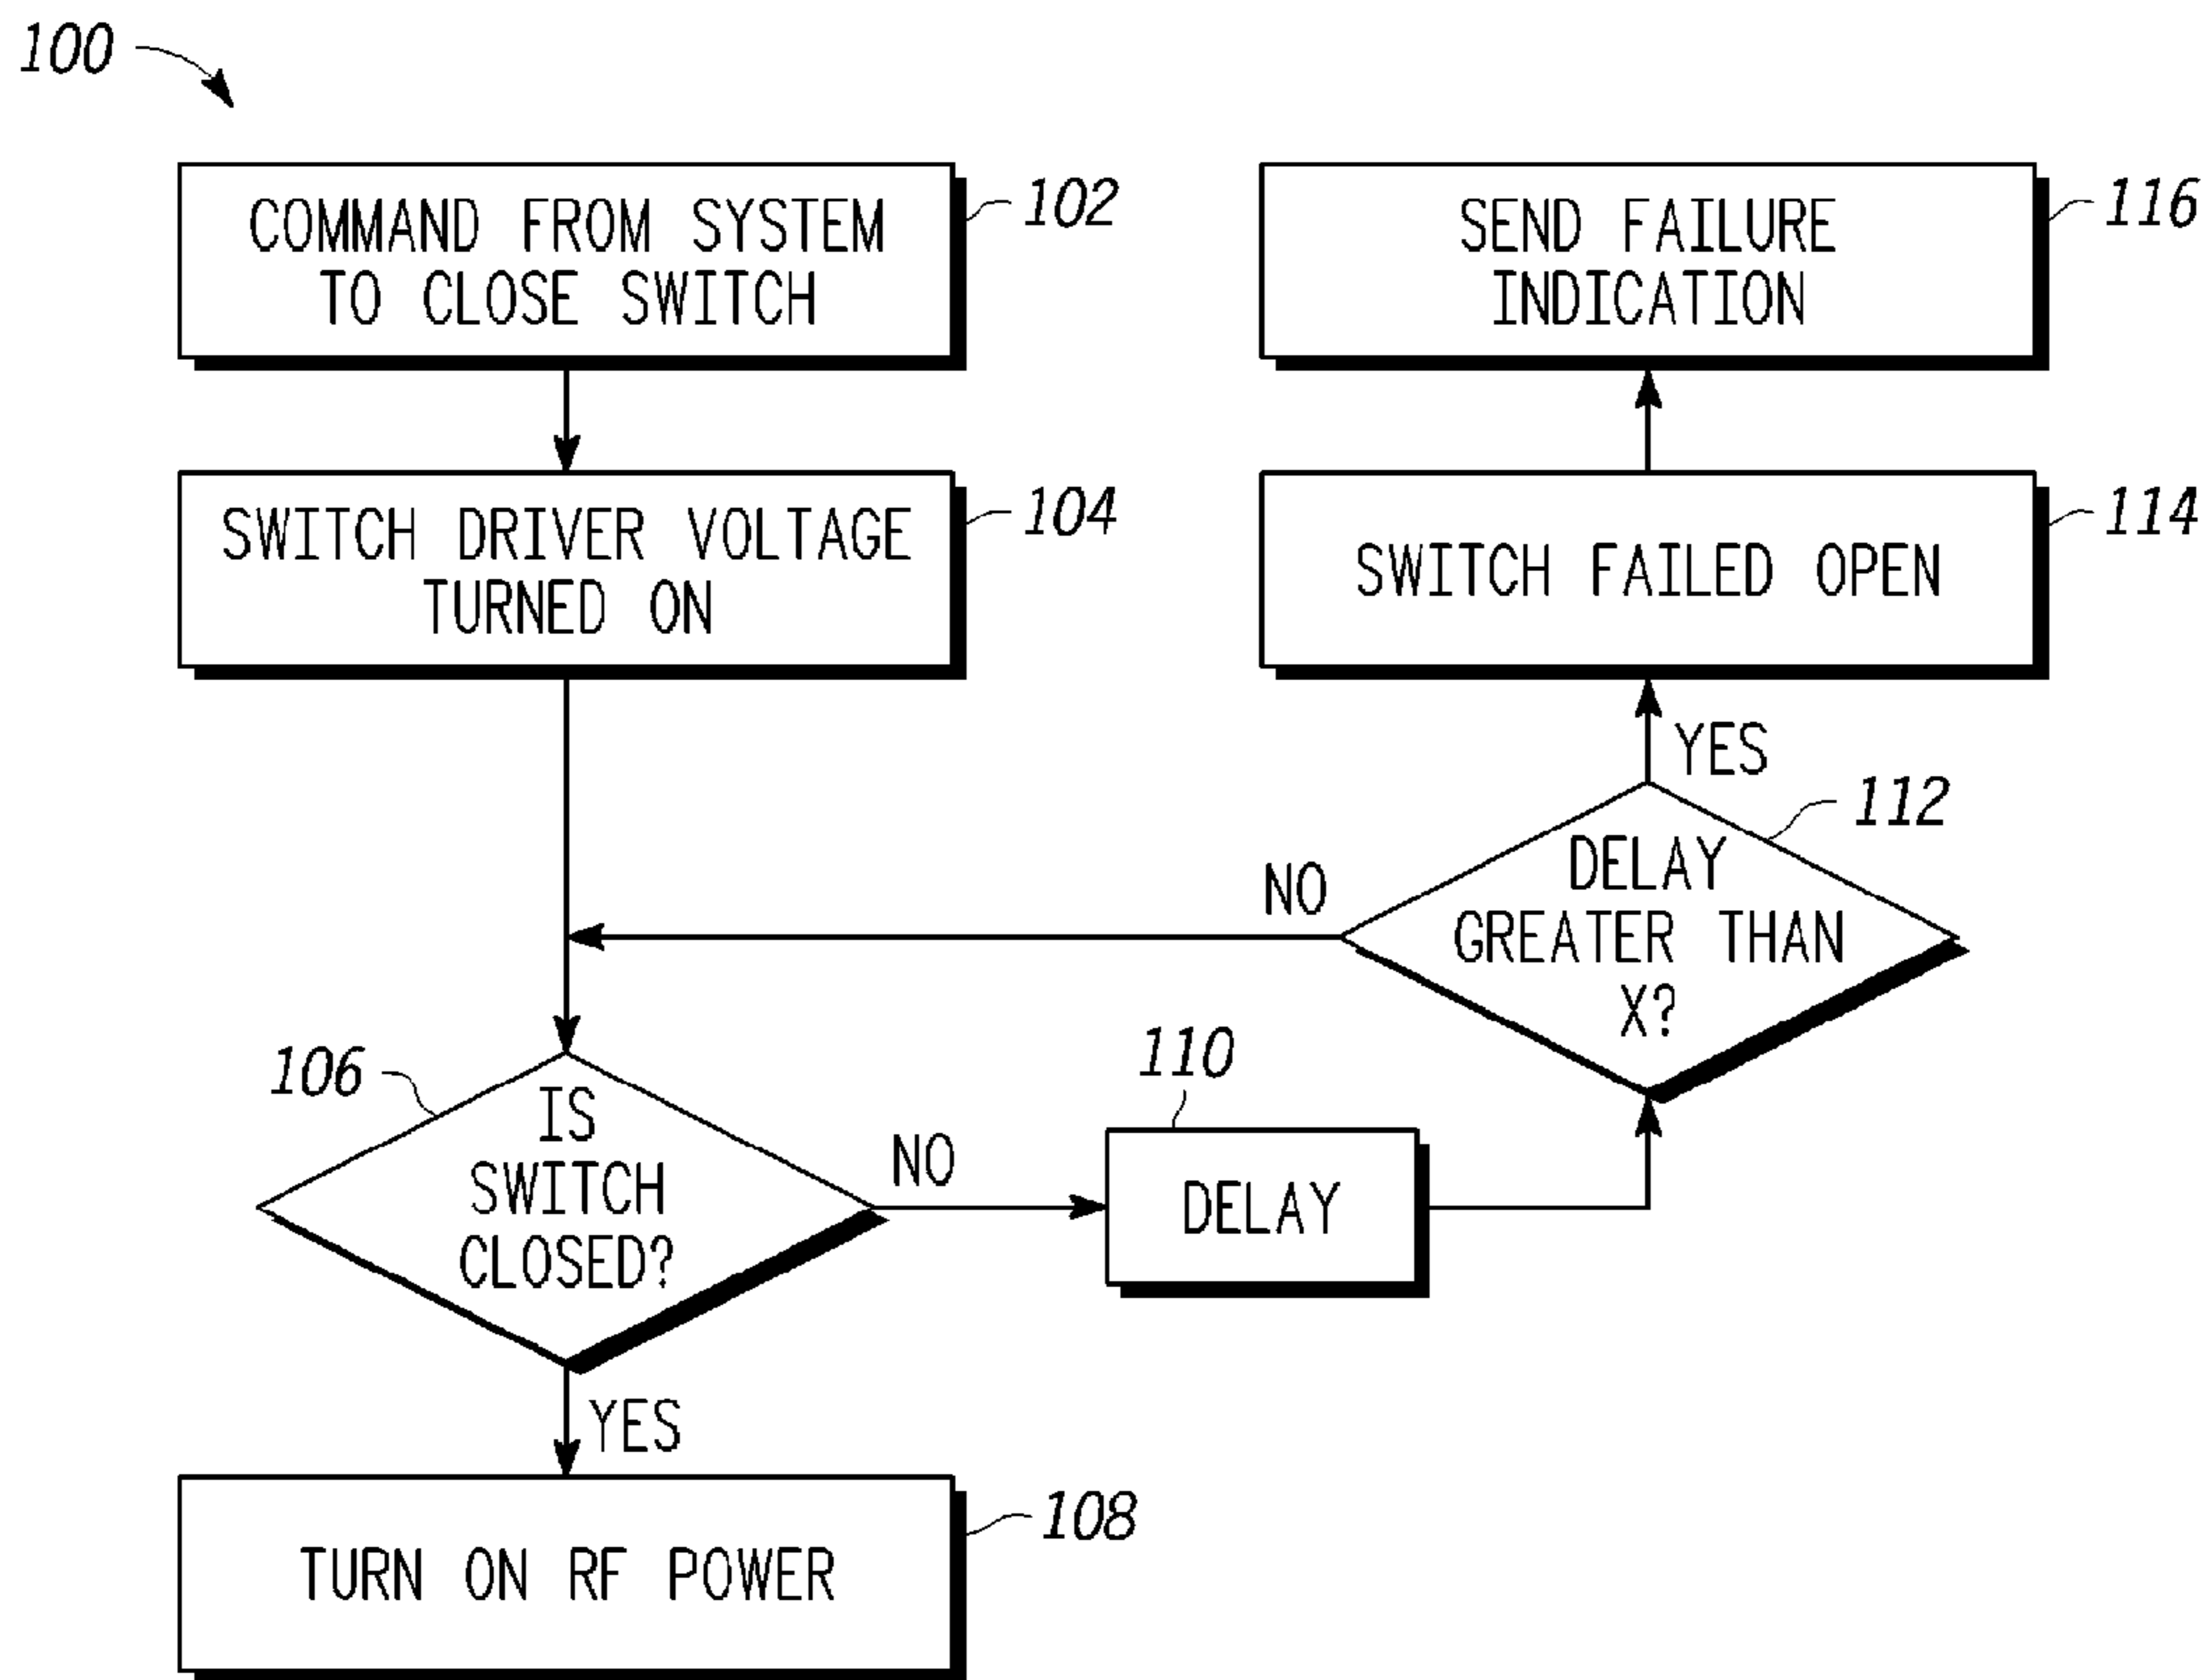 100
COMMAND FROM SYSTEM
TO CLOSE SWITCH
102
SWITCH DRIVER VOLTAGE
TURNED ON
104
106
IS
SWITCH
CLOSED?
NO
YES
TURN ON RF POWER
108
110
DELAY
112
DELAY
GREATER THAN
X?
NO
YES
SWITCH FAILED OPEN
114
SEND FAILURE
INDICATION
116